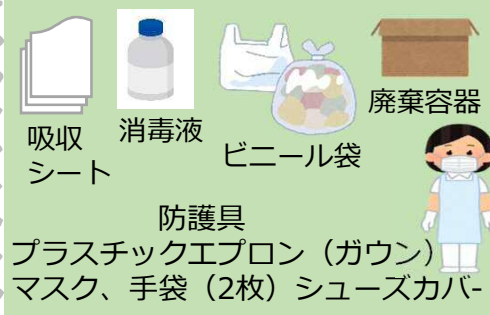 吸収
シート
消毒液
ビニール袋
廃棄容器
防護具
プラスチックエプロン（ガウン）
マスク、手袋（2枚）シューズカバ-